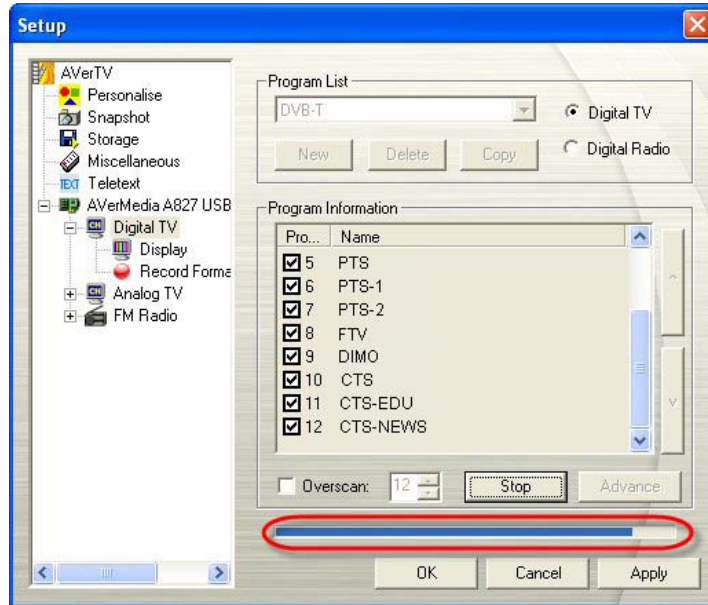 Setup
AVerTV
Personalise
Snapshot
Storage
Miscellaneous
TEXT Teletext
AVerMedia A827 USB
CH Digital TV
Display
Record Forma
CH Analog TV
FM Radio
Program List
DVB-T
Digital TV
New Delete Copy
Digital Radio
Program Information
Pro... Name
5 PTS
6 PTS-1
7 PTS-2
8 FTV
9 DIMO
10 CTS
11 CTS-EDU
12 CTS-NEWS
Overscan: 12 Stop Advance
OK Cancel Apply